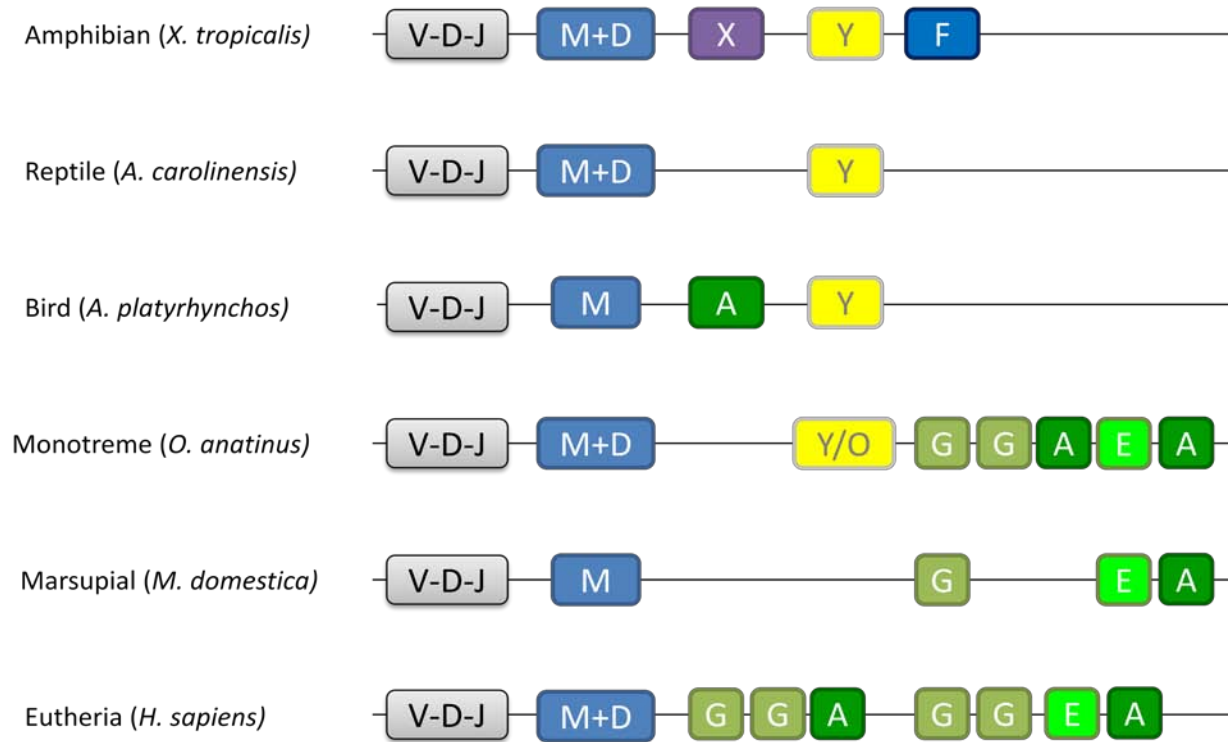 Amphibian (X. tropicalis) V-D-J M+D X Y F
Reptile (A. carolinensis) V-D-J M+D Y
Bird (A. platyrhynchos) V-D-J M A Y
Monotreme (O. anatinus) V-D-J M+D Y/O G G A E A
Marsupial (M. domestica) V-D-J M G E A
Eutheria (H. sapiens) V-D-J M+D G G A G G E A